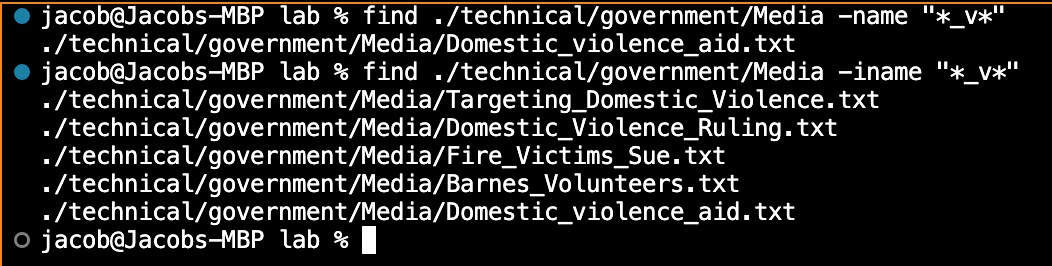 jacob@Jacobs-MBP lab % find ./technical/government/Media -name "*_v*"
./technical/government/Media/Domestic_violence_aid.txt
jacob@Jacobs-MBP lab % find ./technical/government/Media -iname "*_v*"
./technical/government/Media/Targeting_Domestic_Violence.txt
./technical/government/Media/Domestic_Violence_Ruling.txt
./technical/government/Media/Fire_Victims_Sue.txt
./technical/government/Media/Barnes_Volunteers.txt
./technical/government/Media/Domestic_violence_aid.txt
jacob@Jacobs-MBP lab %